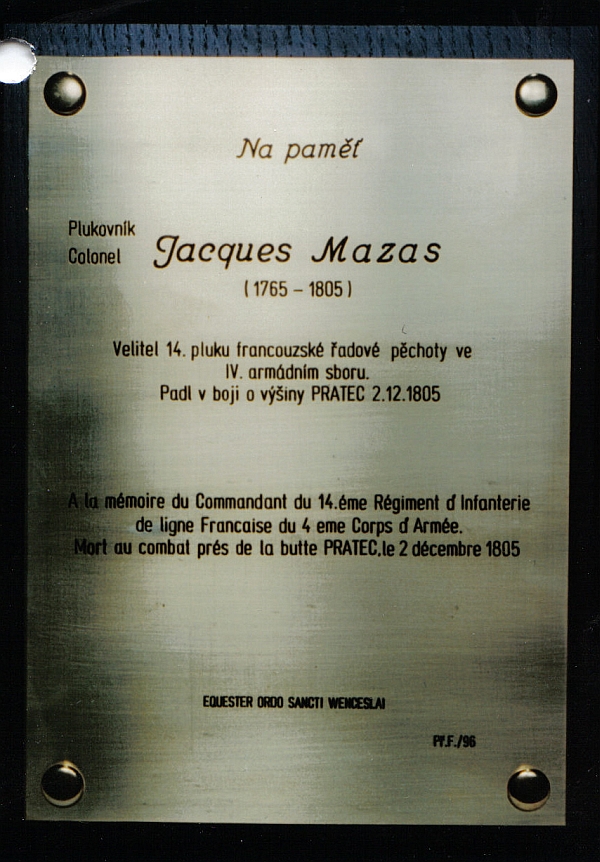 Na paměť
Plukovník
Colonel
Jacques Mazas
(1765 – 1805)
Velitel 14. pluku francouzské řadové pěchoty ve
IV. armádním sboru.
Padl v boji o výšiny PRATEC 2.12.1805
A la mémoire du Commandant du 14.éme Régiment d'Infanterie
de ligne Francaise du 4 eme Corps d'Armée.
Mort au combat prés de la butte PRATEC,le 2 décembre 1805
EQUESTER ORDO SANCTI WENCESLAI
Př.F./96